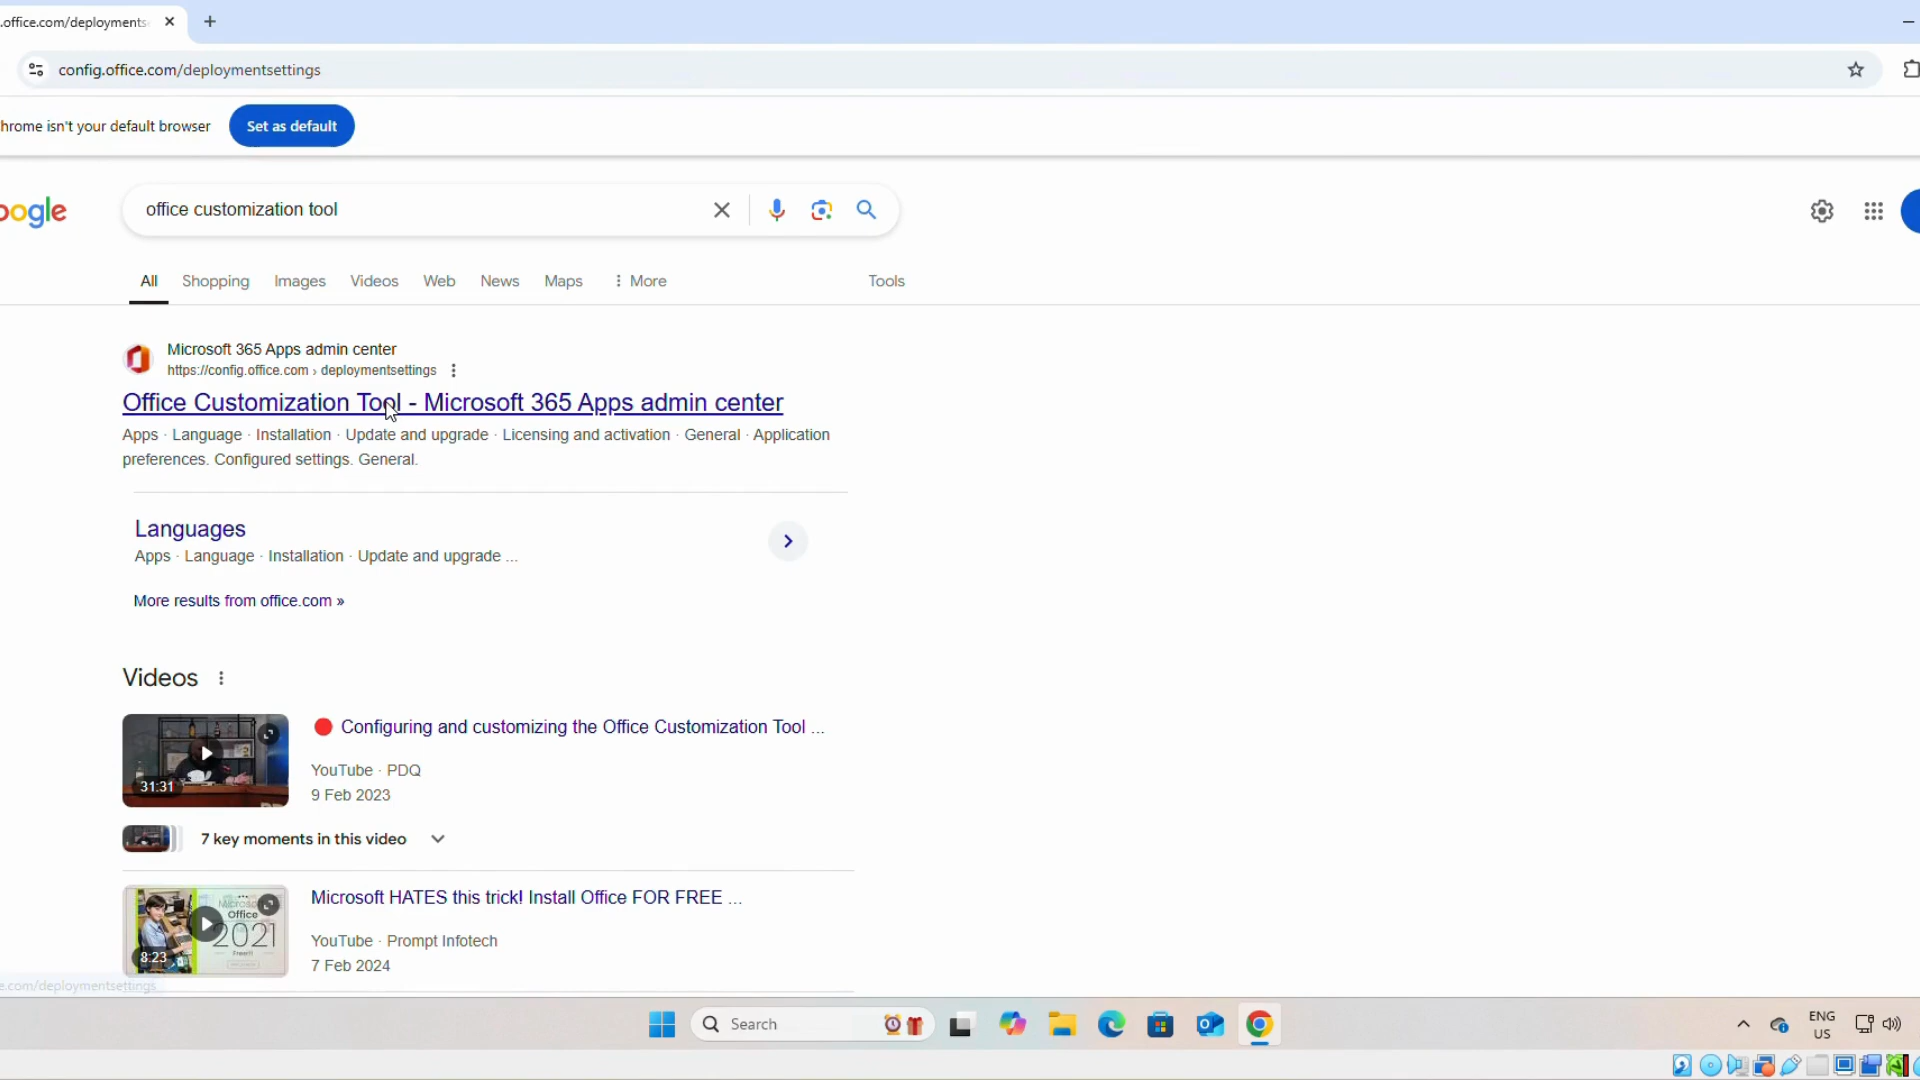 .office.com/deployments
config.office.com/deploymentsettings
hrome isn't your default browser
Set as default
oogle
office customization tool
All
Shopping
Images
Videos
Web
News
Maps
More
Tools
Microsoft 365 Apps admin center
https://config.office.com › deploymentsettings
Office Customization Tool - Microsoft 365 Apps admin center
Apps · Language · Installation · Update and upgrade · Licensing and activation · General · Application
preferences. Configured settings. General.
Languages
Apps · Language · Installation · Update and upgrade ...
More results from office.com »
Videos
31:31
Configuring and customizing the Office Customization Tool ...
YouTube · PDQ
9 Feb 2023
7 key moments in this video
Microsoft
Office
2021
8:23
Microsoft HATES this trick! Install Office FOR FREE ...
YouTube · Prompt Infotech
7 Feb 2024
e.com/deploymentsettings
Search
ENG
US